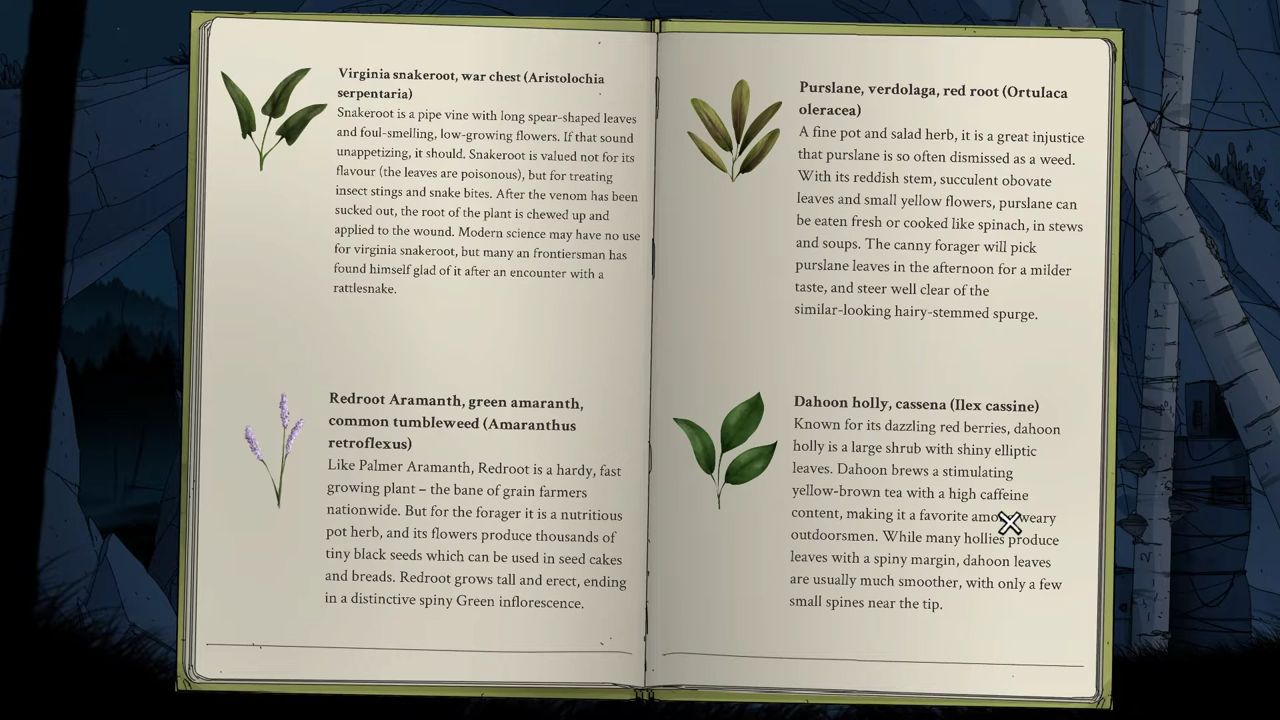 Virginia snakeroot, war chest (Aristolochia
serpentaria)
Snakeroot is a pipe vine with long spear-shaped leaves
and foul-smelling, low-growing flowers. If that sound
unappetizing, it should. Snakeroot is valued not for its
flavour (the leaves are poisonous), but for treating
insect stings and snake bites. After the venom has been
sucked out, the root of the plant is chewed up and
applied to the wound. Modern science may have no use
for virginia snakeroot, but many an frontiersman has
found himself glad of it after an encounter with a
rattlesnake.
Redroot Aramanth, green amaranth,
common tumbleweed (Amaranthus
retroflexus)
Like Palmer Aramanth, Redroot is a hardy, fast
growing plant – the bane of grain farmers
nationwide. But for the forager it is a nutritious
pot herb, and its flowers produce thousands of
tiny black seeds which can be used in seed cakes
and breads. Redroot grows tall and erect, ending
in a distinctive spiny Green inflorescence.
Purslane, verdolaga, red root (Ortulaca
oleracea)
A fine pot and salad herb, it is a great injustice
that purslane is so often dismissed as a weed.
With its reddish stem, succulent obovate
leaves and small yellow flowers, purslane can
be eaten fresh or cooked like spinach, in stews
and soups. The canny forager will pick
purslane leaves in the afternoon for a milder
taste, and steer well clear of the
similar-looking hairy-stemmed spurge.
Dahoon holly, cassena (Ilex cassine)
Known for its dazzling red berries, dahoon
holly is a large shrub with shiny elliptic
leaves. Dahoon brews a stimulating
yellow-brown tea with a high caffeine
content, making it a favorite weary
outdoorsmen. While many hollies produce
leaves with a spiny margin, dahoon leaves
are usually much smoother, with only a few
small spines near the tip.